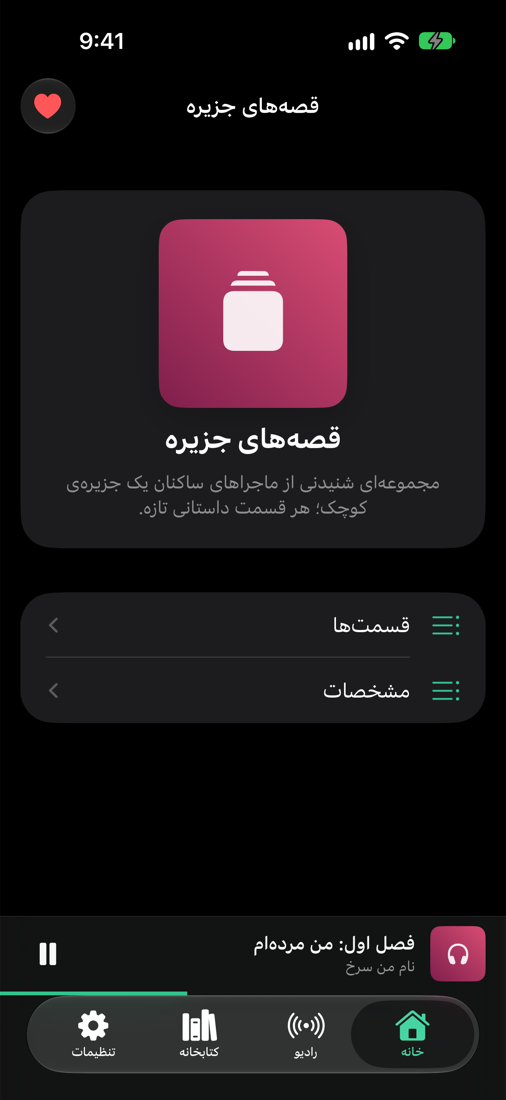 9:41
قصه‌های جزیره
قصه‌های جزیره
مجموعه‌ای شنیدنی از ماجراهای ساکنان یک جزیره‌ی
کوچک؛ هر قسمت داستانی تازه.
قسمت‌ها
مشخصات
فصل اول: من مرده‌ام
نام من سرخ
خانه
رادیو
کتابخانه
تنظیمات